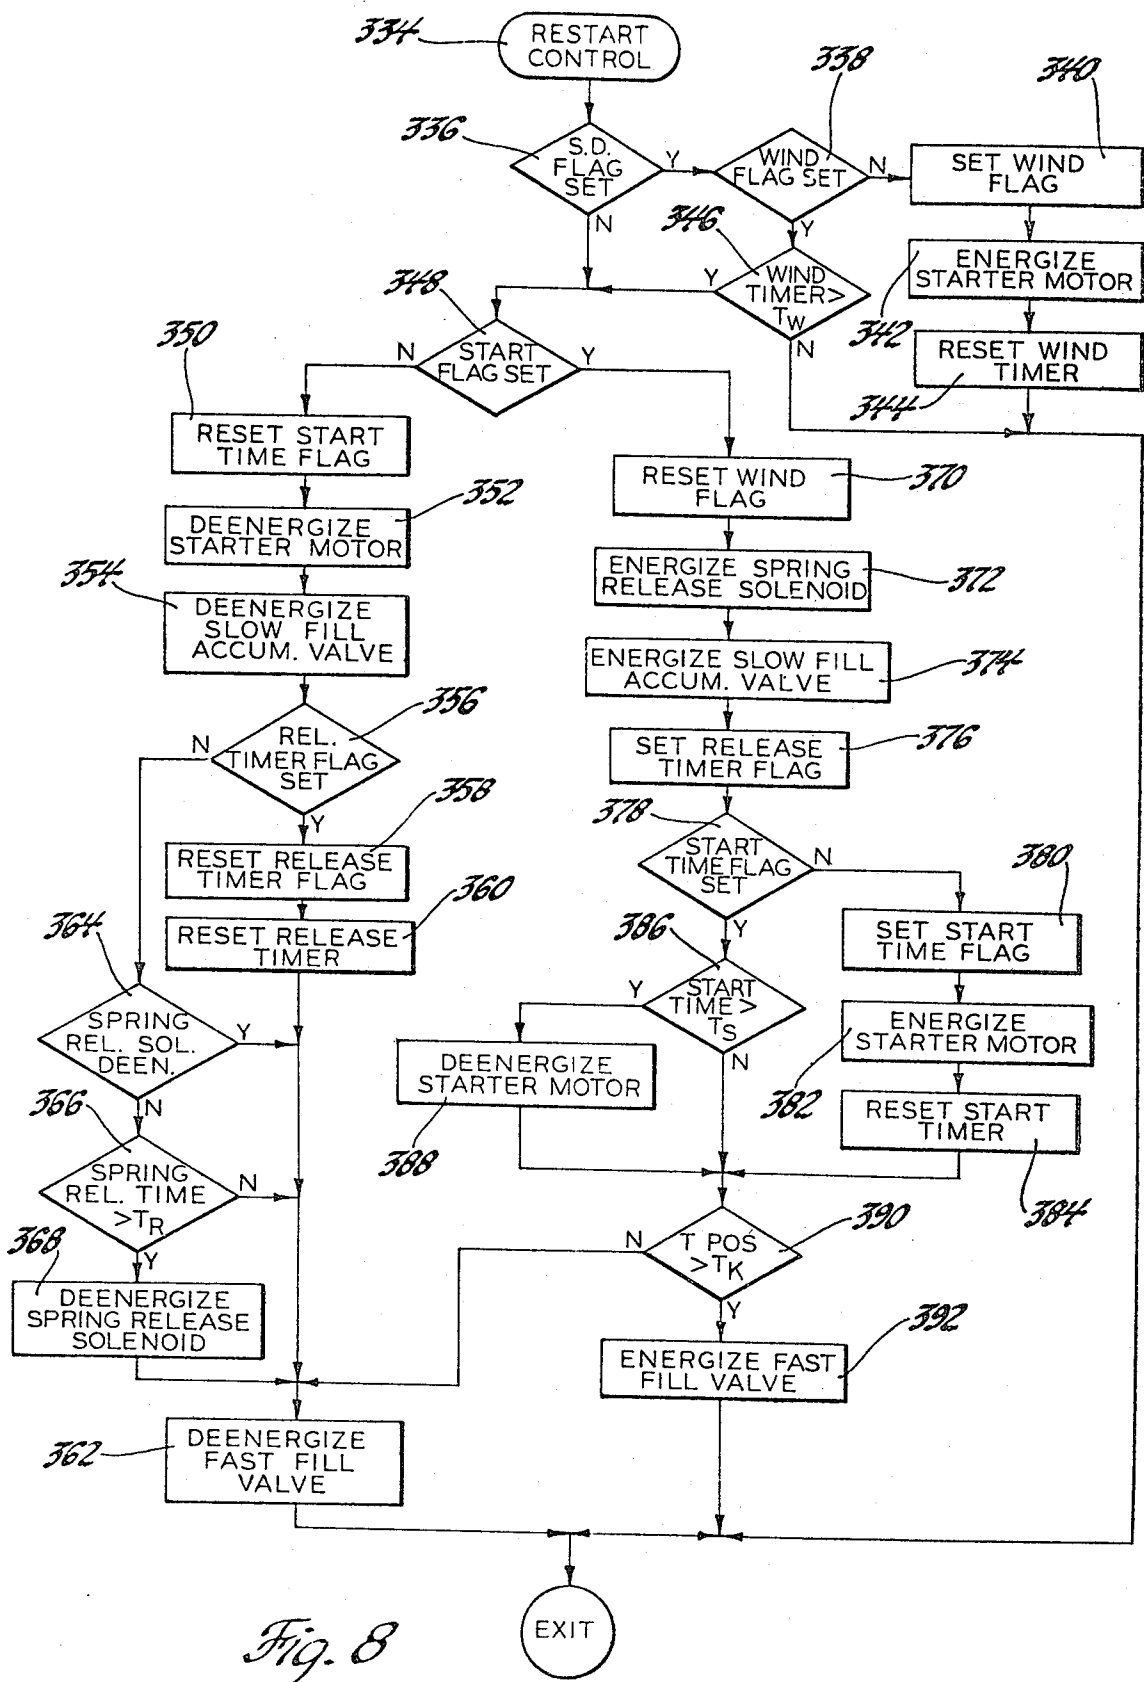 334
RESTART
CONTROL
336
S.D.
FLAG
SET
Y
N
338
WIND
FLAG SET
N
Y
340
SET WIND
FLAG
342
ENERGIZE
STARTER MOTOR
344
RESET WIND
TIMER
346
WIND
TIMER >
TW
Y
N
348
START
FLAG SET
N
Y
350
RESET START
TIME FLAG
352
DEENERGIZE
STARTER MOTOR
354
DEENERGIZE
SLOW FILL
ACCUM. VALVE
356
REL.
TIMER FLAG
SET
N
Y
358
RESET RELEASE
TIMER FLAG
360
RESET RELEASE
TIMER
364
SPRING
REL. SOL.
DEEN.
Y
N
366
SPRING
REL. TIME
>TR
N
Y
368
DEENERGIZE
SPRING RELEASE
SOLENOID
362
DEENERGIZE
FAST FILL
VALVE
370
RESET WIND
FLAG
372
ENERGIZE SPRING
RELEASE SOLENOID
374
ENERGIZE SLOW FILL
ACCUM. VALVE
376
SET RELEASE
TIMER FLAG
378
START
TIME FLAG
SET
N
Y
380
SET START
TIME FLAG
382
ENERGIZE
STARTER MOTOR
384
RESET START
TIMER
386
START
TIME >
TS
Y
N
388
DEENERGIZE
STARTER MOTOR
390
T POS
>TK
N
Y
392
ENERGIZE FAST
FILL VALVE
EXIT
Fig. 8